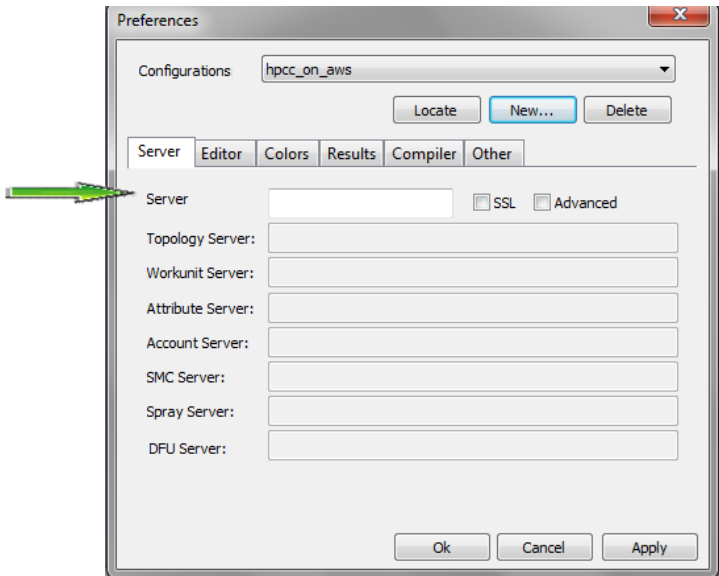 Preferences
Configurations hpcc_on_aws
Locate New... Delete
Server Editor Colors Results Compiler Other
Server SSL Advanced
Topology Server:
Workunit Server:
Attribute Server:
Account Server:
SMC Server:
Spray Server:
DFU Server:
Ok Cancel Apply